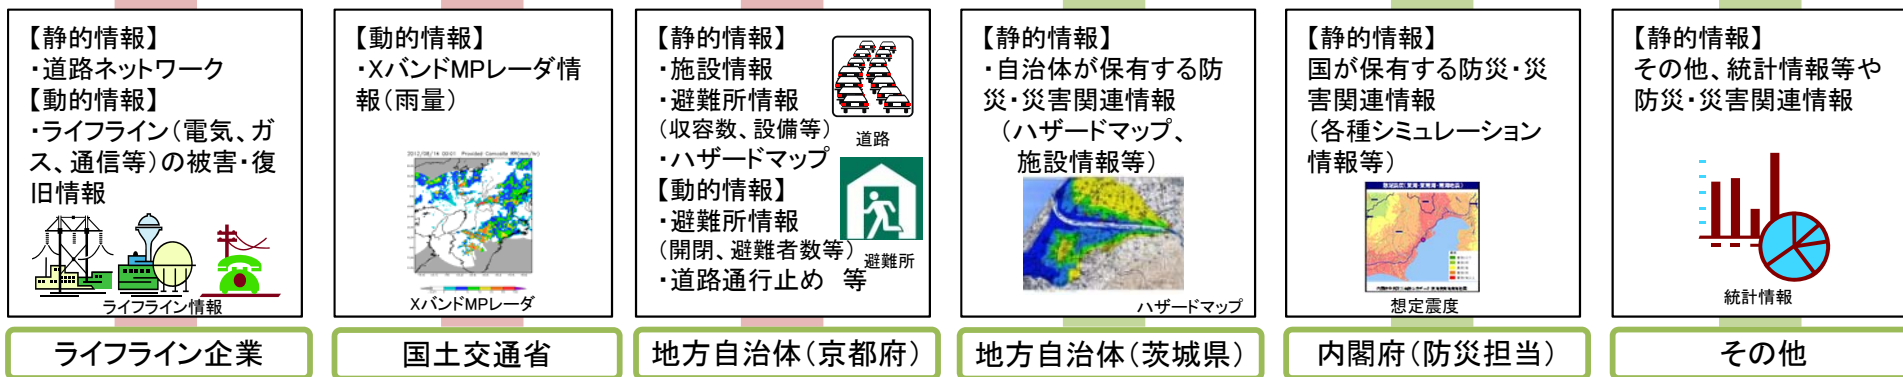 【静的情報】
・道路ネットワーク
【動的情報】
・ライフライン(電気、ガ
ス、通信等)の被害・復
旧情報
ライフライン情報
ライフライン企業
【動的情報】
・XバンドMPレーダ情
報(雨量)
XバンドMPレーダ
国土交通省
【静的情報】
・施設情報
・避難所情報
(収容数、設備等)
・ハザードマップ
【動的情報】
・避難所情報
(開閉、避難者数等)
・道路通行止め 等
道路
避難所
地方自治体(京都府)
【静的情報】
・自治体が保有する防
災・災害関連情報
(ハザードマップ、
施設情報等)
ハザードマップ
地方自治体(茨城県)
【静的情報】
国が保有する防災・災
害関連情報
(各種シミュレーション
情報等)
想定震度
内閣府(防災担当)
【静的情報】
その他、統計情報等や
防災・災害関連情報
統計情報
その他